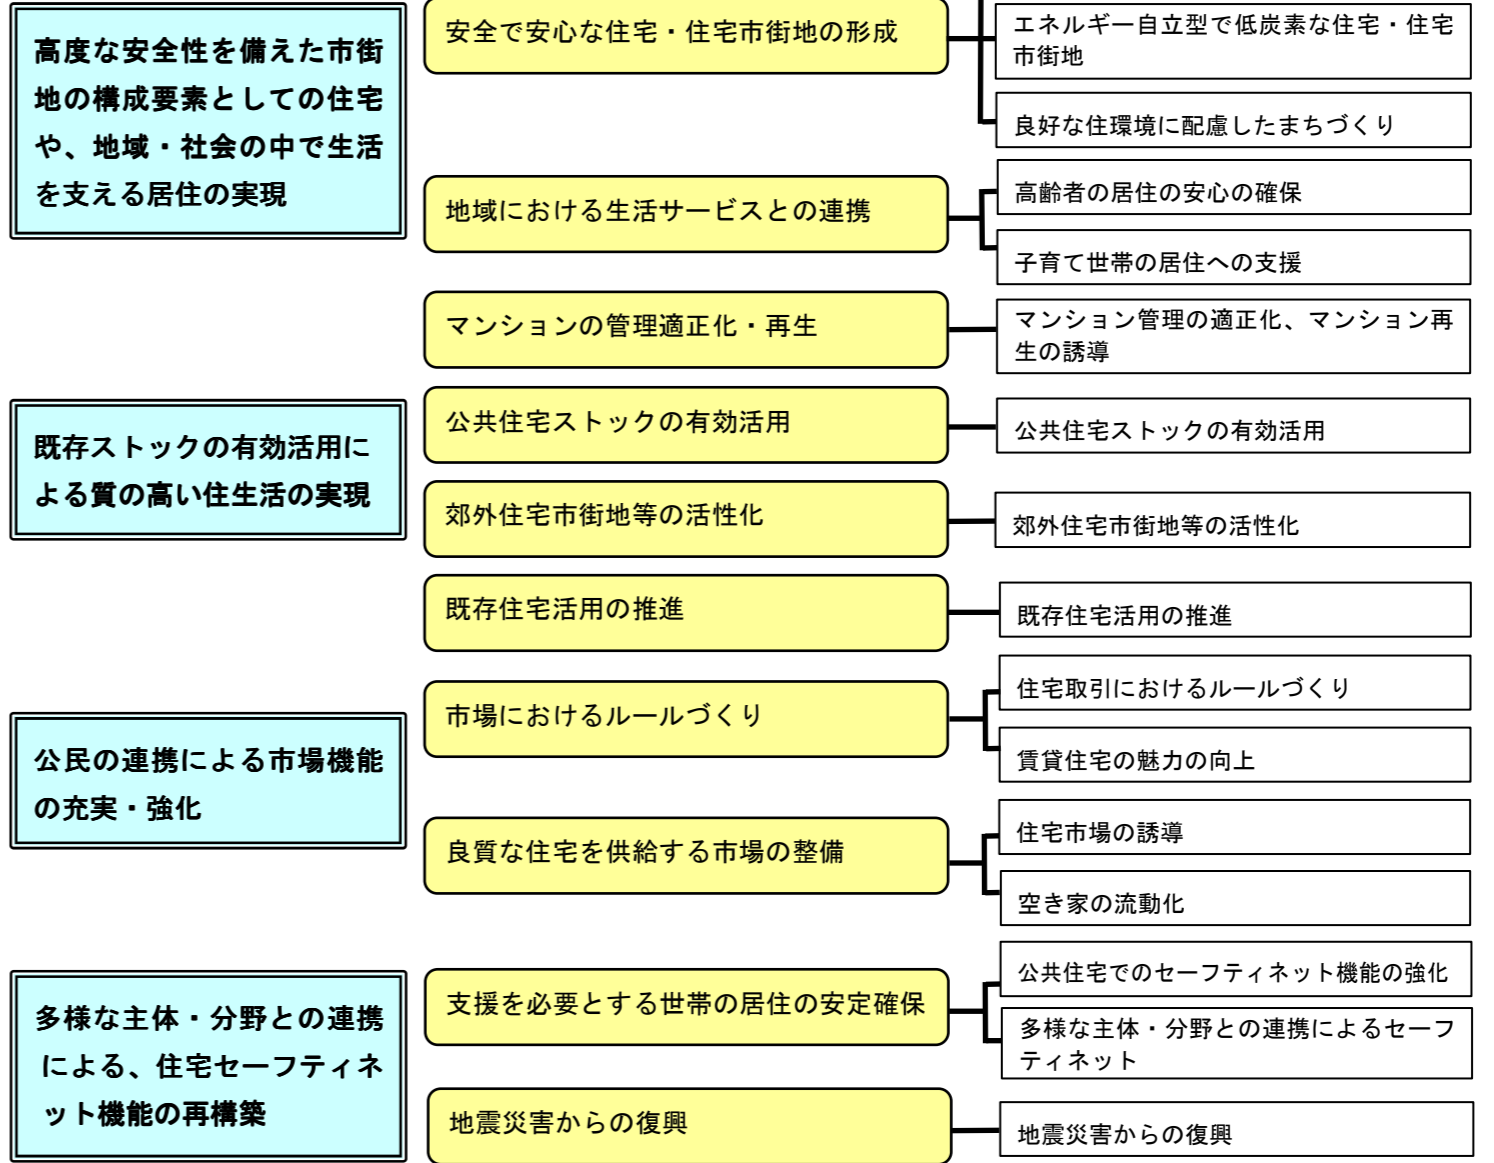 高度な安全性を備えた市街
地の構成要素としての住宅
や、地域・社会の中で生活
を支える居住の実現
安全で安心な住宅・住宅市街地の形成
エネルギー自立型で低炭素な住宅・住宅
市街地
良好な住環境に配慮したまちづくり
地域における生活サービスとの連携
高齢者の居住の安心の確保
子育て世帯の居住への支援
マンションの管理適正化・再生
マンション管理の適正化、マンション再
生の誘導
既存ストックの有効活用に
よる質の高い住生活の実現
公共住宅ストックの有効活用
公共住宅ストックの有効活用
郊外住宅市街地等の活性化
郊外住宅市街地等の活性化
既存住宅活用の推進
既存住宅活用の推進
公民の連携による市場機能
の充実・強化
市場におけるルールづくり
住宅取引におけるルールづくり
賃貸住宅の魅力の向上
良質な住宅を供給する市場の整備
住宅市場の誘導
空き家の流動化
多様な主体・分野との連携
による、住宅セーフティネ
ット機能の再構築
支援を必要とする世帯の居住の安定確保
公共住宅でのセーフティネット機能の強化
多様な主体・分野との連携によるセーフ
ティネット
地震災害からの復興
地震災害からの復興